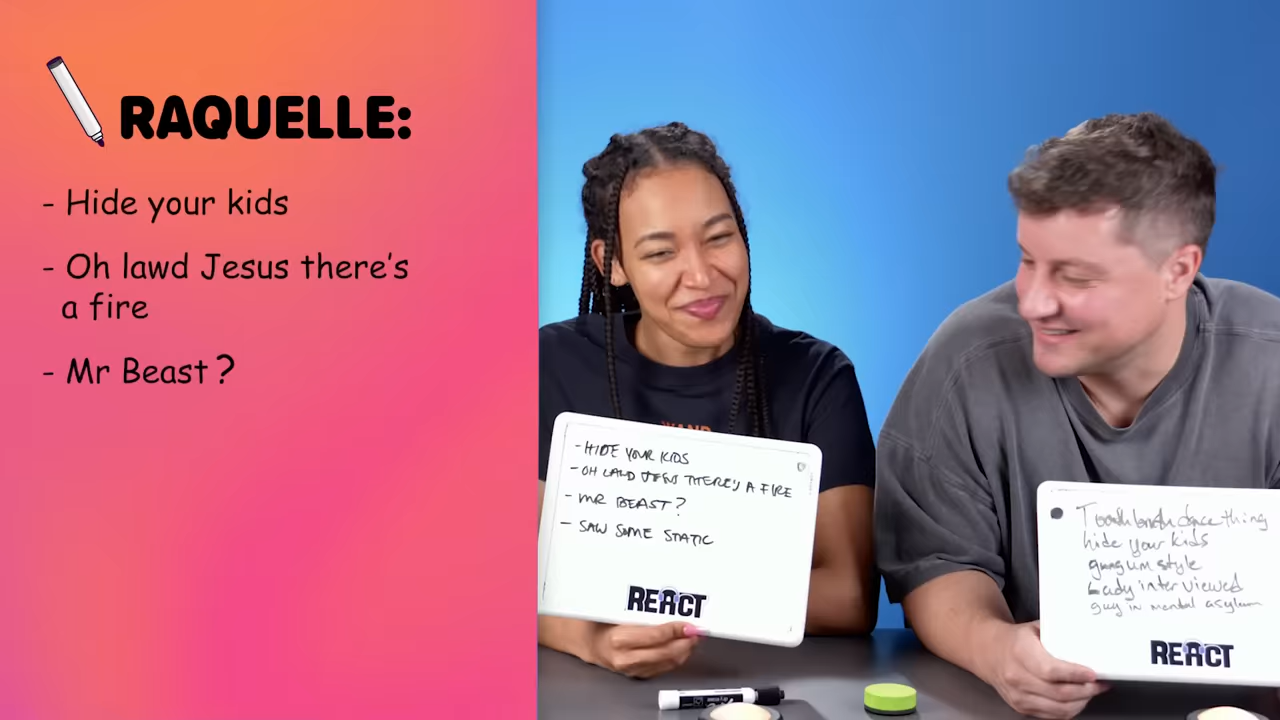 RAQUELLE:
- Hide your kids
- Oh lawd Jesus there's
a fire
- Mr Beast?
WAND
- HIDE YOUR KIDS
- OH LAWD JESUS THERE'S A FIRE
- MR BEAST?
- SAW SOME STATIC
REACT
Toothbrush dance thing
hide your kids
gungum style
Lady interviewed
guy in mental asylum
REACT